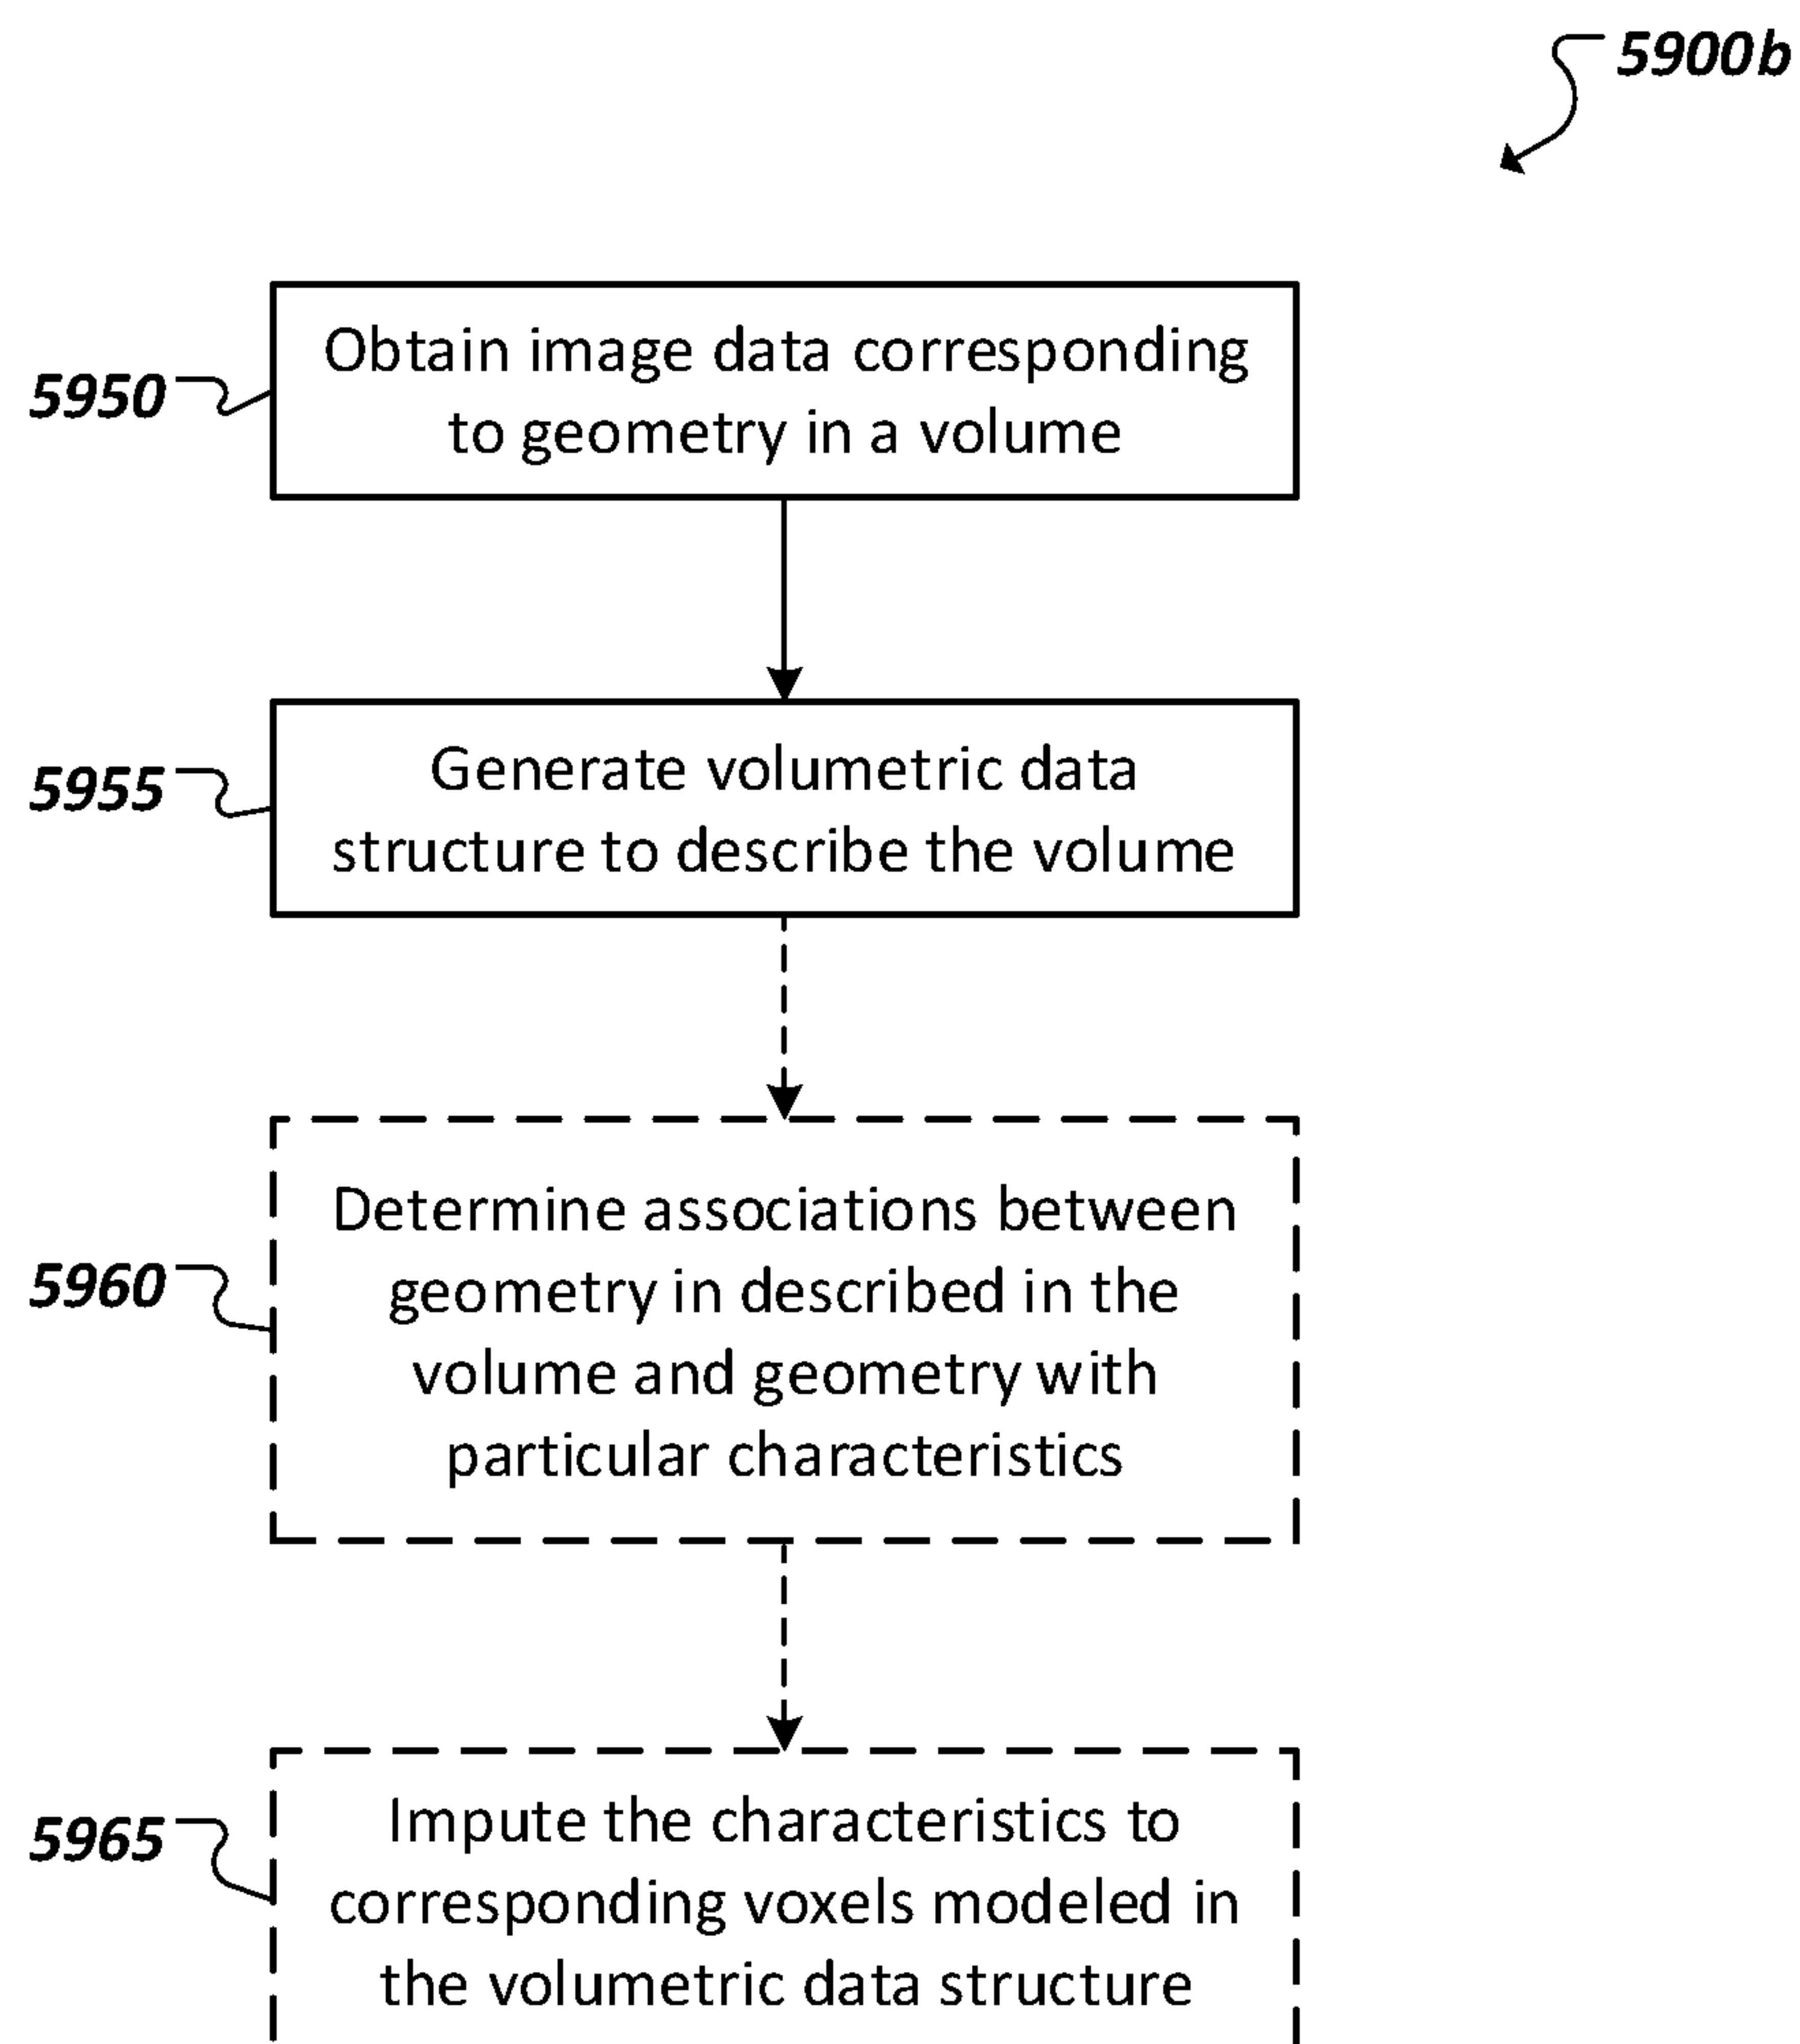 5900b
5950
Obtain image data corresponding
to geometry in a volume
5955
Generate volumetric data
structure to describe the volume
5960
Determine associations between
geometry in described in the
volume and geometry with
particular characteristics
5965
Impute the characteristics to
corresponding voxels modeled in
the volumetric data structure